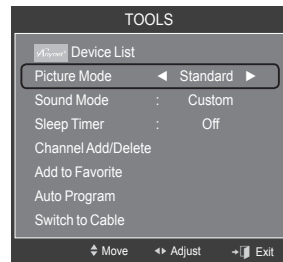 TOOLS
Anynet+ Device List
Picture Mode ◄ Standard ►
Sound Mode : Custom
Sleep Timer : Off
Channel Add/Delete
Add to Favorite
Auto Program
Switch to Cable
Move Adjust Exit